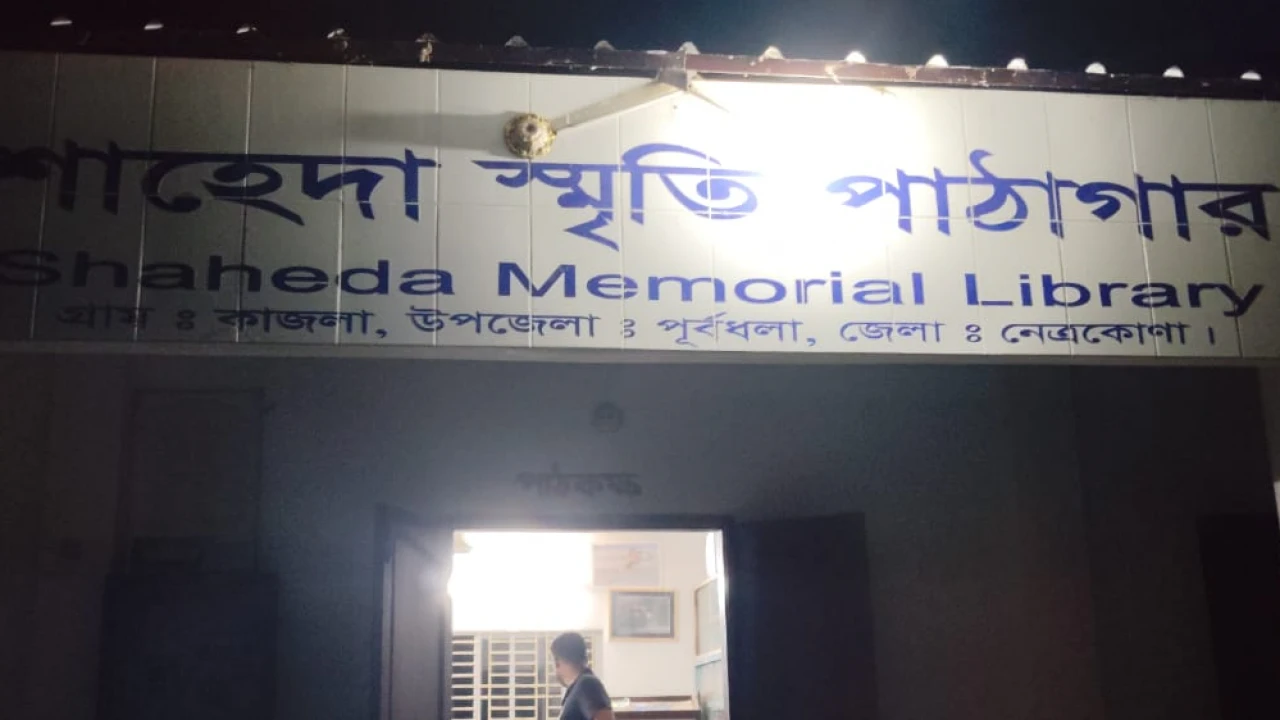 শাহেদা স্মৃতি পাঠাগার
Shaheda Memorial Library
গ্রাম ঃ কাজলা, উপজেলা ঃ পূর্বধলা, জেলা ঃ নেত্রকোণা।
পাঠকক্ষ